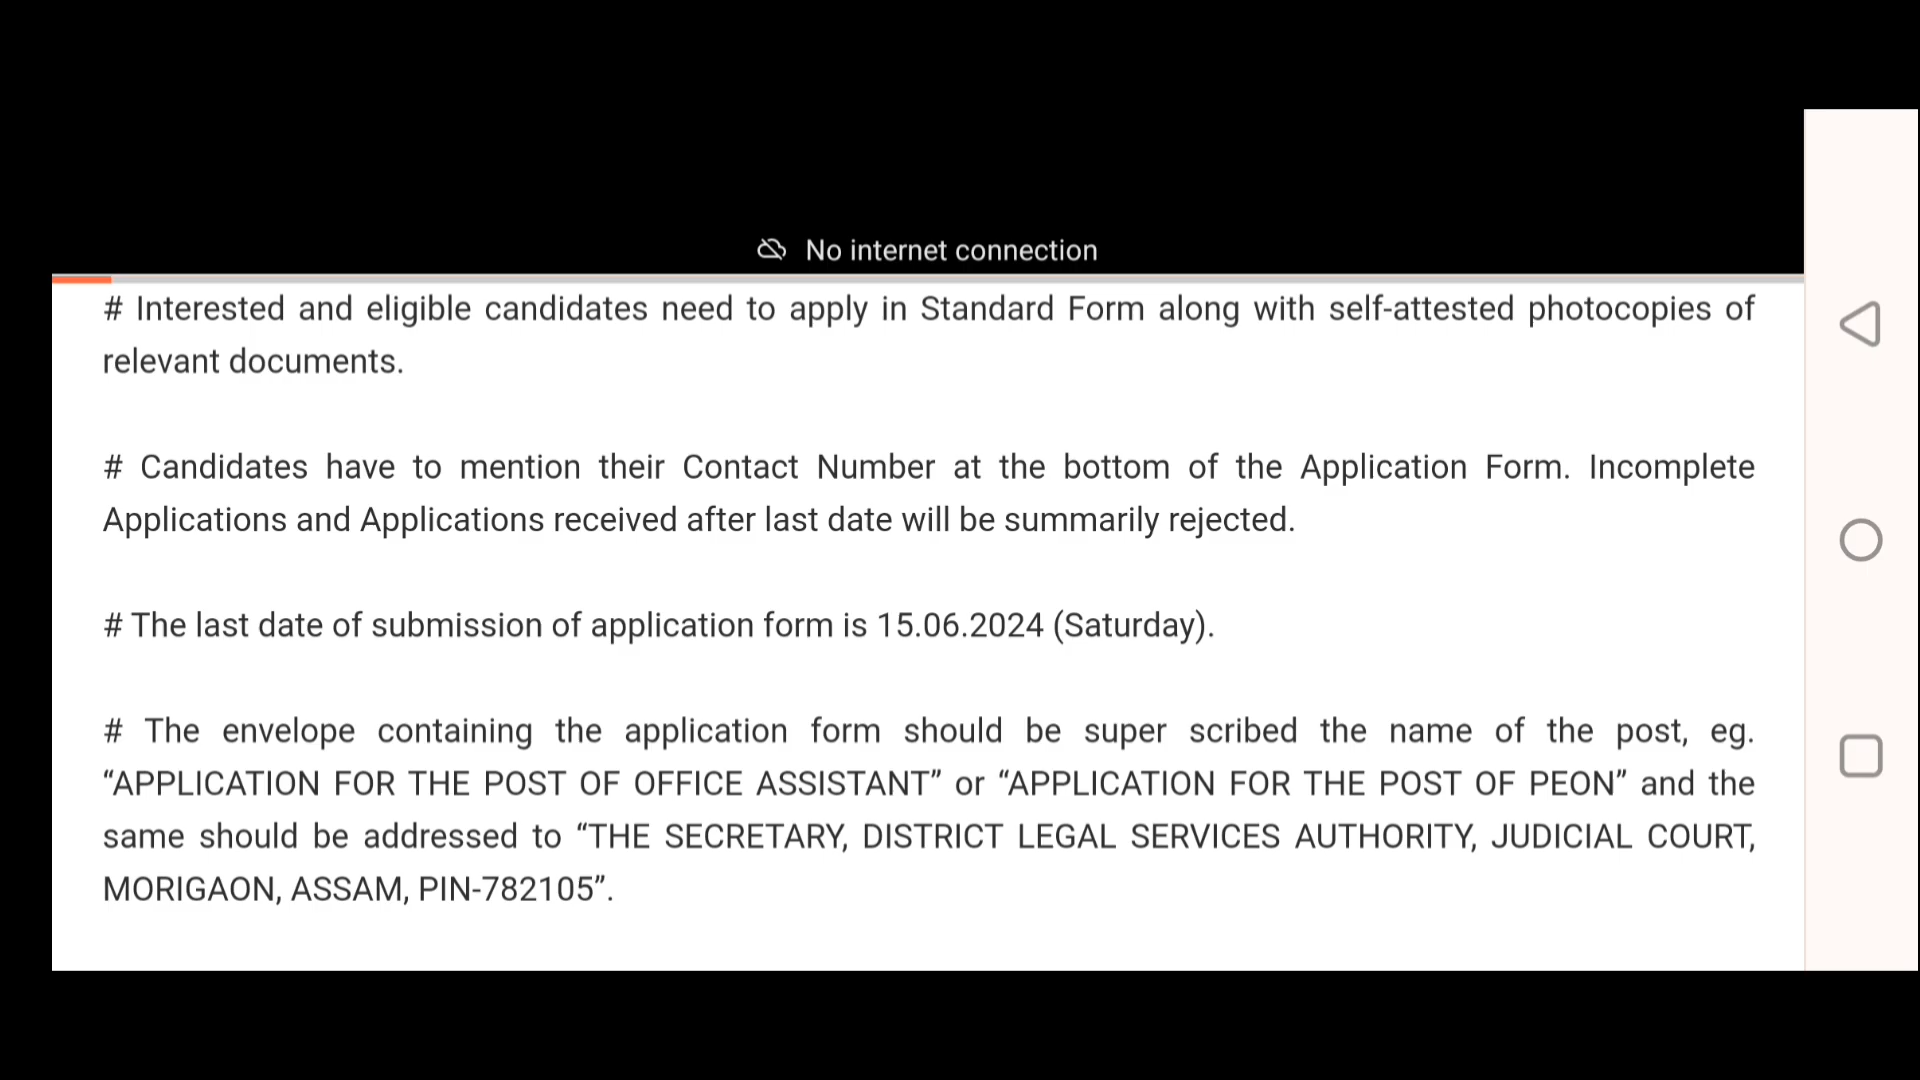 No internet connection
# Interested and eligible candidates need to apply in Standard Form along with self-attested photocopies of
relevant documents.
# Candidates have to mention their Contact Number at the bottom of the Application Form. Incomplete
Applications and Applications received after last date will be summarily rejected.
# The last date of submission of application form is 15.06.2024 (Saturday).
# The envelope containing the application form should be super scribed the name of the post, eg.
“APPLICATION FOR THE POST OF OFFICE ASSISTANT” or “APPLICATION FOR THE POST OF PEON” and the
same should be addressed to “THE SECRETARY, DISTRICT LEGAL SERVICES AUTHORITY, JUDICIAL COURT,
MORIGAON, ASSAM, PIN-782105”.